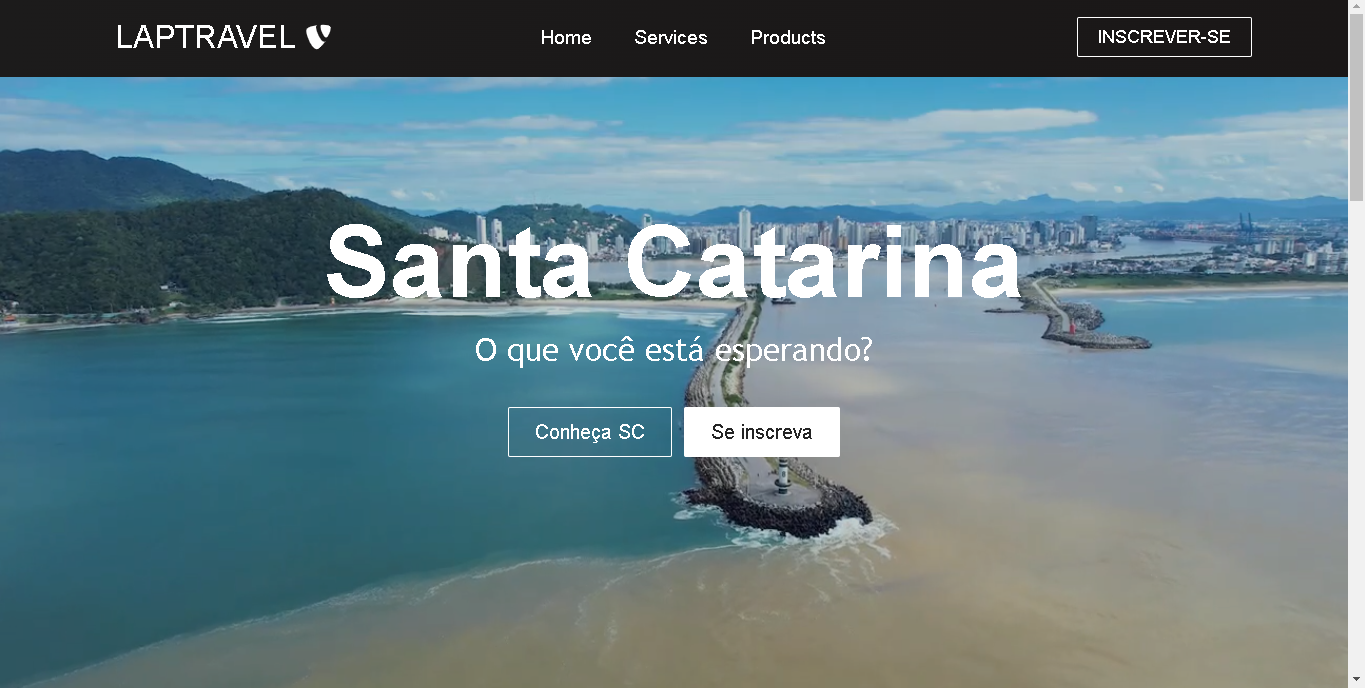 LAPTRAVEL
Home
Services
Products
INSCREVER-SE
Santa Catarina
O que você está esperando?
Conheça SC
Se inscreva